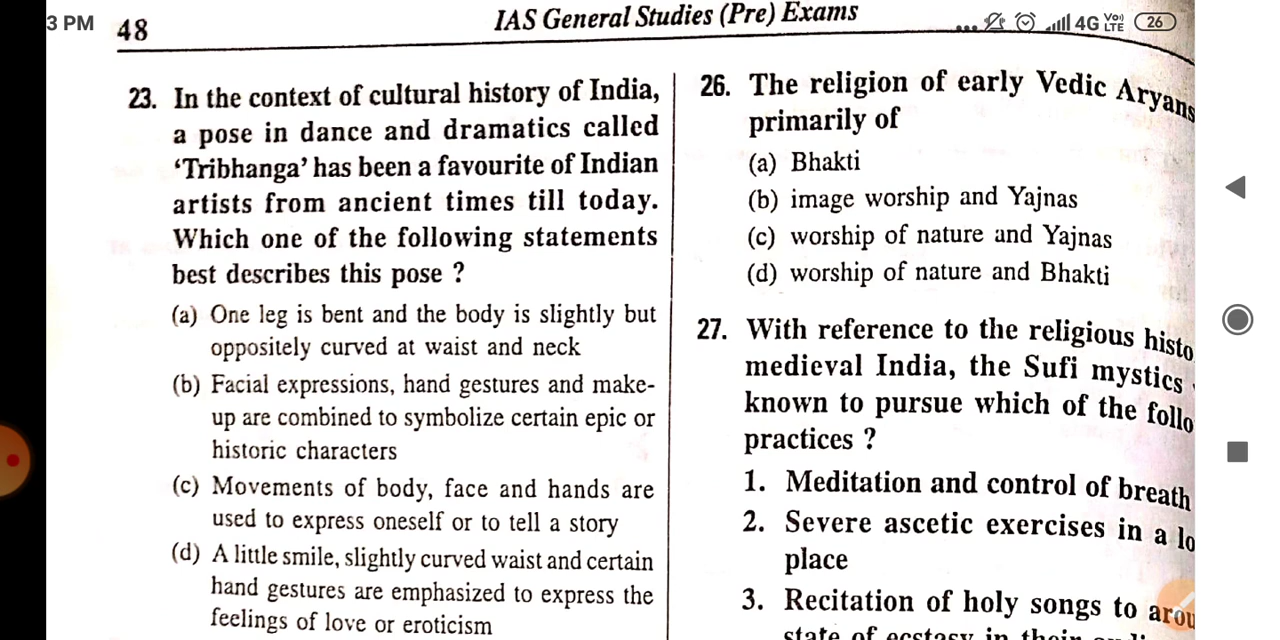 3 PM
48
IAS General Studies (Pre) Exams
4G
Vo))
LTE
26
23. In the context of cultural history of India,
a pose in dance and dramatics called
‘Tribhanga’ has been a favourite of Indian
artists from ancient times till today.
Which one of the following statements
best describes this pose ?
(a) One leg is bent and the body is slightly but
oppositely curved at waist and neck
(b) Facial expressions, hand gestures and make-
up are combined to symbolize certain epic or
historic characters
(c) Movements of body, face and hands are
used to express oneself or to tell a story
(d) A little smile, slightly curved waist and certain
hand gestures are emphasized to express the
feelings of love or eroticism
26. The religion of early Vedic Aryans
primarily of
(a) Bhakti
(b) image worship and Yajnas
(c) worship of nature and Yajnas
(d) worship of nature and Bhakti
27. With reference to the religious histo
medieval India, the Sufi mystics
known to pursue which of the follo
practices ?
1. Meditation and control of breath
2. Severe ascetic exercises in a lo
place
3. Recitation of holy songs to arou
state of ecstasy in their